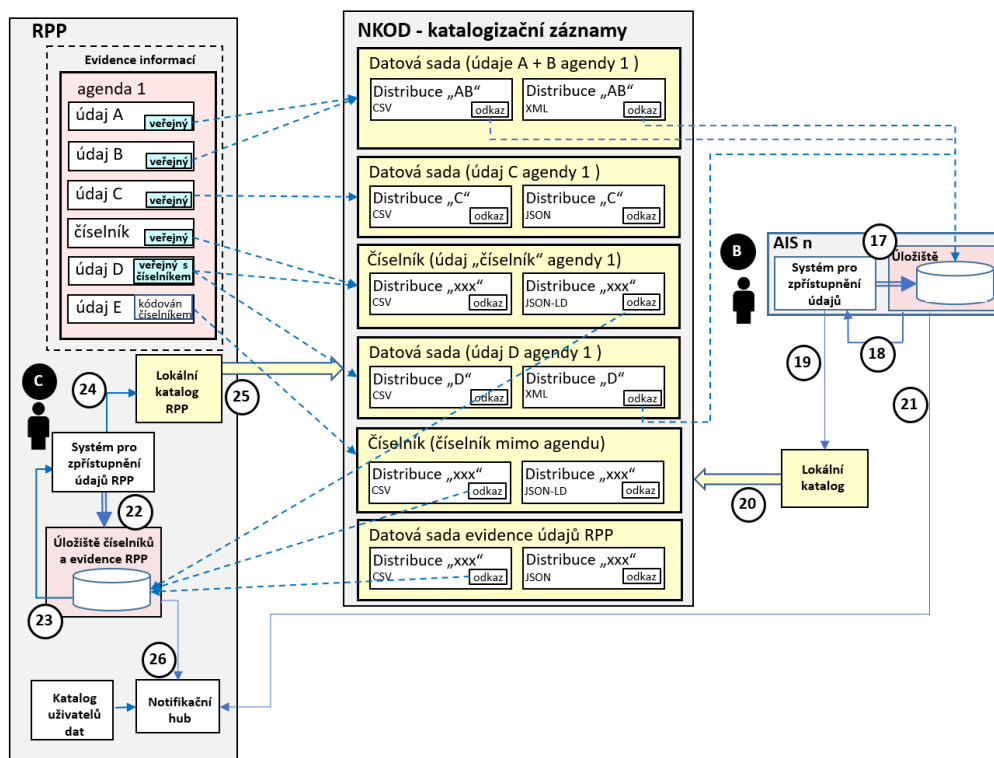 RPP
Evidence informací
agenda 1
údaj A
veřejný
údaj B
veřejný
údaj C
veřejný
číselník
veřejný
údaj D
veřejný s
číselníkem
údaj E
kódován
číselníkem
C
24
Lokální
katalog
RPP
25
Systém pro
zpřístupnění
údajů RPP
22
Úložiště číselníků
a evidence RPP
23
26
Katalog
uživatelů
dat
Notifikační
hub
NKOD - katalogizační záznamy
Datová sada (údaje A + B agendy 1 )
Distribuce „AB“
CSV
odkaz
Distribuce „AB“
XML
odkaz
Datová sada (údaj C agendy 1 )
Distribuce „C“
CSV
odkaz
Distribuce „C“
JSON
odkaz
Číselník (údaj „číselník“ agendy 1)
Distribuce „xxx“
CSV
odkaz
Distribuce „xxx“
JSON-LD
odkaz
Datová sada (údaj D agendy 1 )
Distribuce „D“
CSV
odkaz
Distribuce „D“
XML
odkaz
Číselník (číselník mimo agendu)
Distribuce „xxx“
CSV
odkaz
Distribuce „xxx“
JSON-LD
odkaz
Datová sada evidence údajů RPP
Distribuce „xxx“
CSV
odkaz
Distribuce „xxx“
JSON
odkaz
B
AIS n
17
Systém pro
zpřístupnění
údajů
Úložiště
18
19
21
Lokální
katalog
20